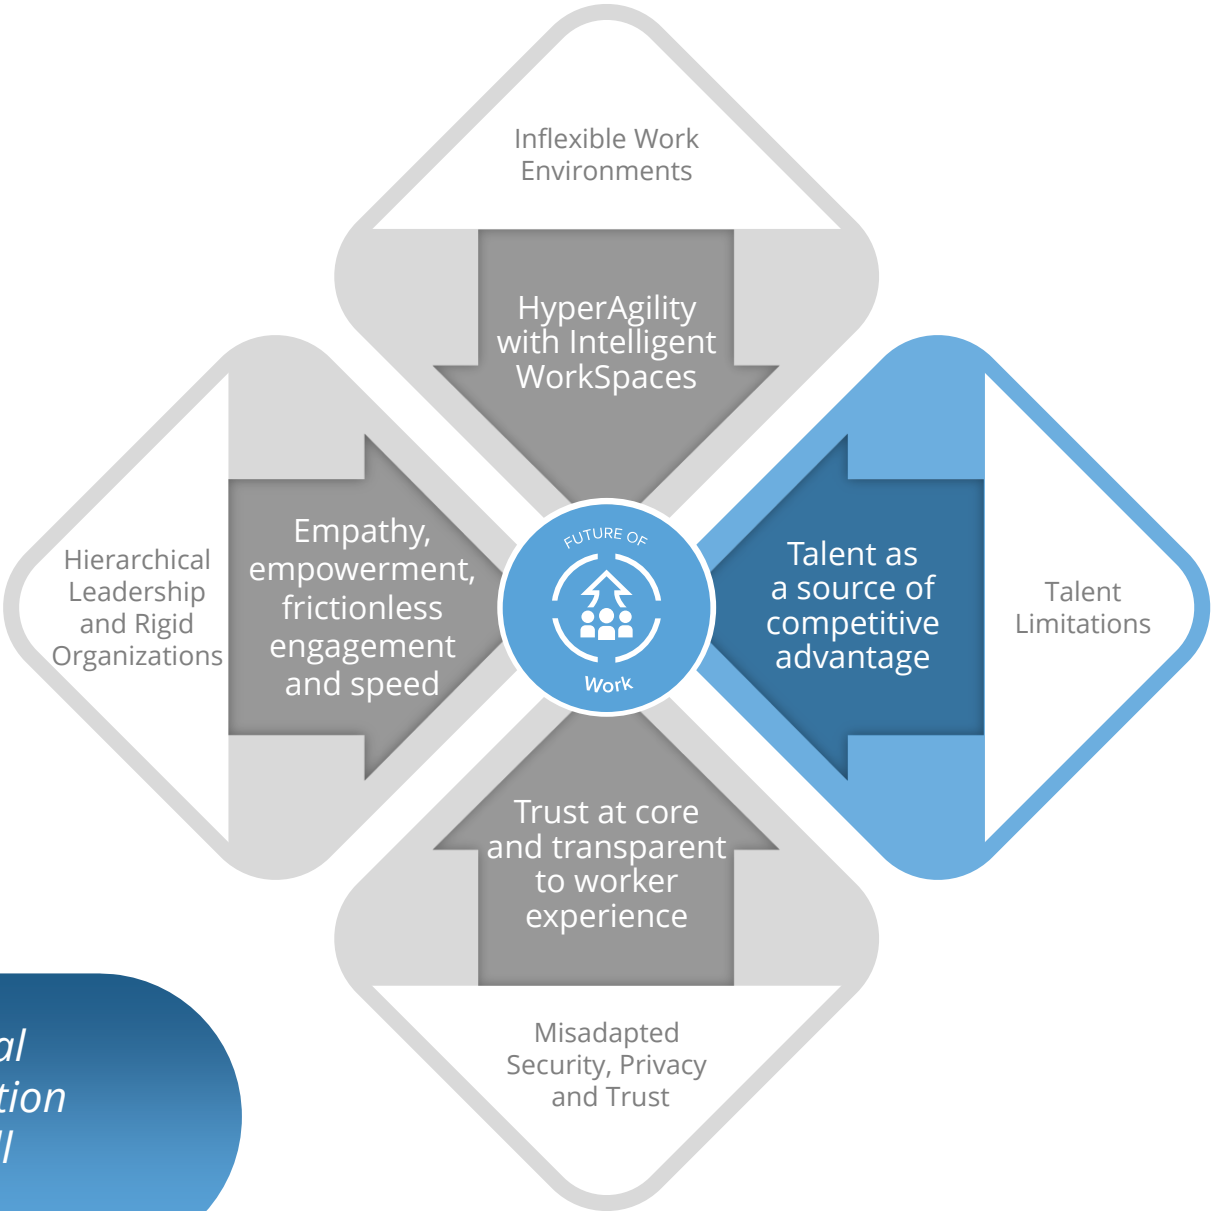 Inflexible Work
Environments
HyperAgility
with Intelligent
WorkSpaces
Hierarchical
Leadership
and Rigid
Organizations
Empathy,
empowerment,
frictionless
engagement
and speed
FUTURE OF
Work
Talent as
a source of
competitive
advantage
Talent
Limitations
Trust at core
and transparent
to worker
experience
Misadapted
Security, Privacy
and Trust